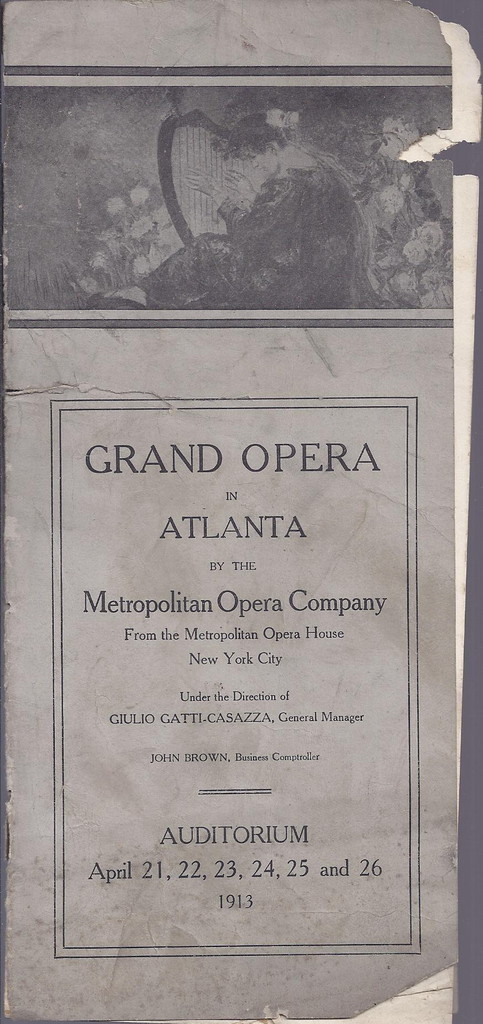 GRAND OPERA
IN
ATLANTA
BY THE
Metropolitan Opera Company
From the Metropolitan Opera House
New York City
Under the Direction of
GIULIO GATTI-CASAZZA, General Manager
JOHN BROWN, Business Comptroller
AUDITORIUM
April 21, 22, 23, 24, 25 and 26
1913